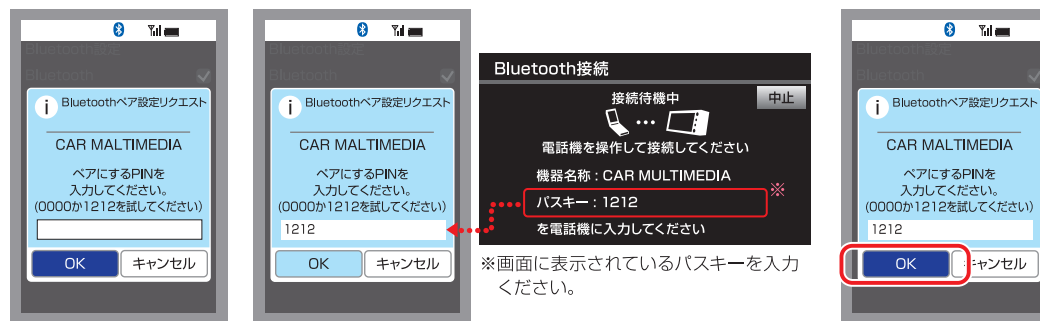 Bluetooth設定
Bluetooth
Bluetoothペア設定リクエスト
CAR MALTIMEDIA
ペアにするPINを
入力してください。
(0000か1212を試してください)
OK
キャンセル
Bluetooth設定
Bluetooth
Bluetoothペア設定リクエスト
CAR MALTIMEDIA
ペアにするPINを
入力してください。
(0000か1212を試してください)
1212
OK
キャンセル
Bluetooth接続
接続待機中
中止
電話機を操作して接続してください
機器名称 : CAR MULTIMEDIA
パスキー : 1212
※
を電話機に入力してください
※画面に表示されているパスキーを入力
ください。
Bluetooth設定
Bluetooth
Bluetoothペア設定リクエスト
CAR MALTIMEDIA
ペアにするPINを
入力してください。
(0000か1212を試してください)
1212
OK
キャンセル